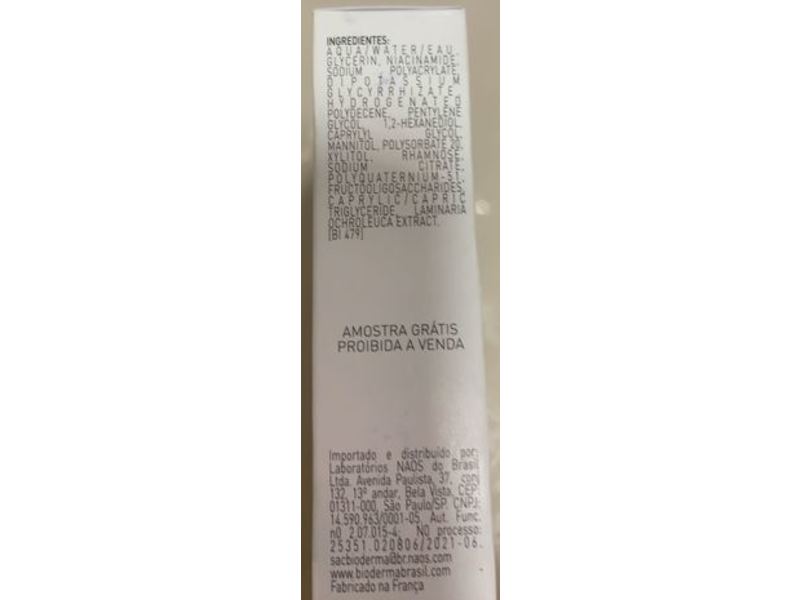 INGREDIENTES:
AQUA/WATER/EAU,
GLYCERIN, NIACINAMIDE,
SODIUM POLYACRYLATE,
DIPOTASSIUM
GLYCYRRHIZATE,
HYDROGENATED
POLYDECENE, PENTYLENE
GLYCOL, 1,2-HEXANEDIOL,
CAPRYLYL GLYCOL,
MANNITOL, POLYSORBATE 20,
XYLITOL, RHAMNOSE,
SODIUM CITRATE,
POLYQUATERNIUM-51,
FRUCTOOLIGOSACCHARIDES,
CAPRYLIC/CAPRIC
TRIGLYCERIDE, LAMINARIA
OCHROLEUCA EXTRACT.
[BI 479]
AMOSTRA GRÁTIS
PROIBIDA A VENDA
Importado e distribuído por:
Laboratórios NAOS do Brasil
Ltda. Avenida Paulista, 37, conj
132, 13º andar, Bela Vista, CEP:
01311-000, São Paulo/SP. CNPJ:
14.590.963/0001-05 Aut. Func.
n0 2.07.015-4; N0 processo:
25351.020806/2021-06.
sacbioderma@br.naos.com
www.biodermabrasil.com
Fabricado na França